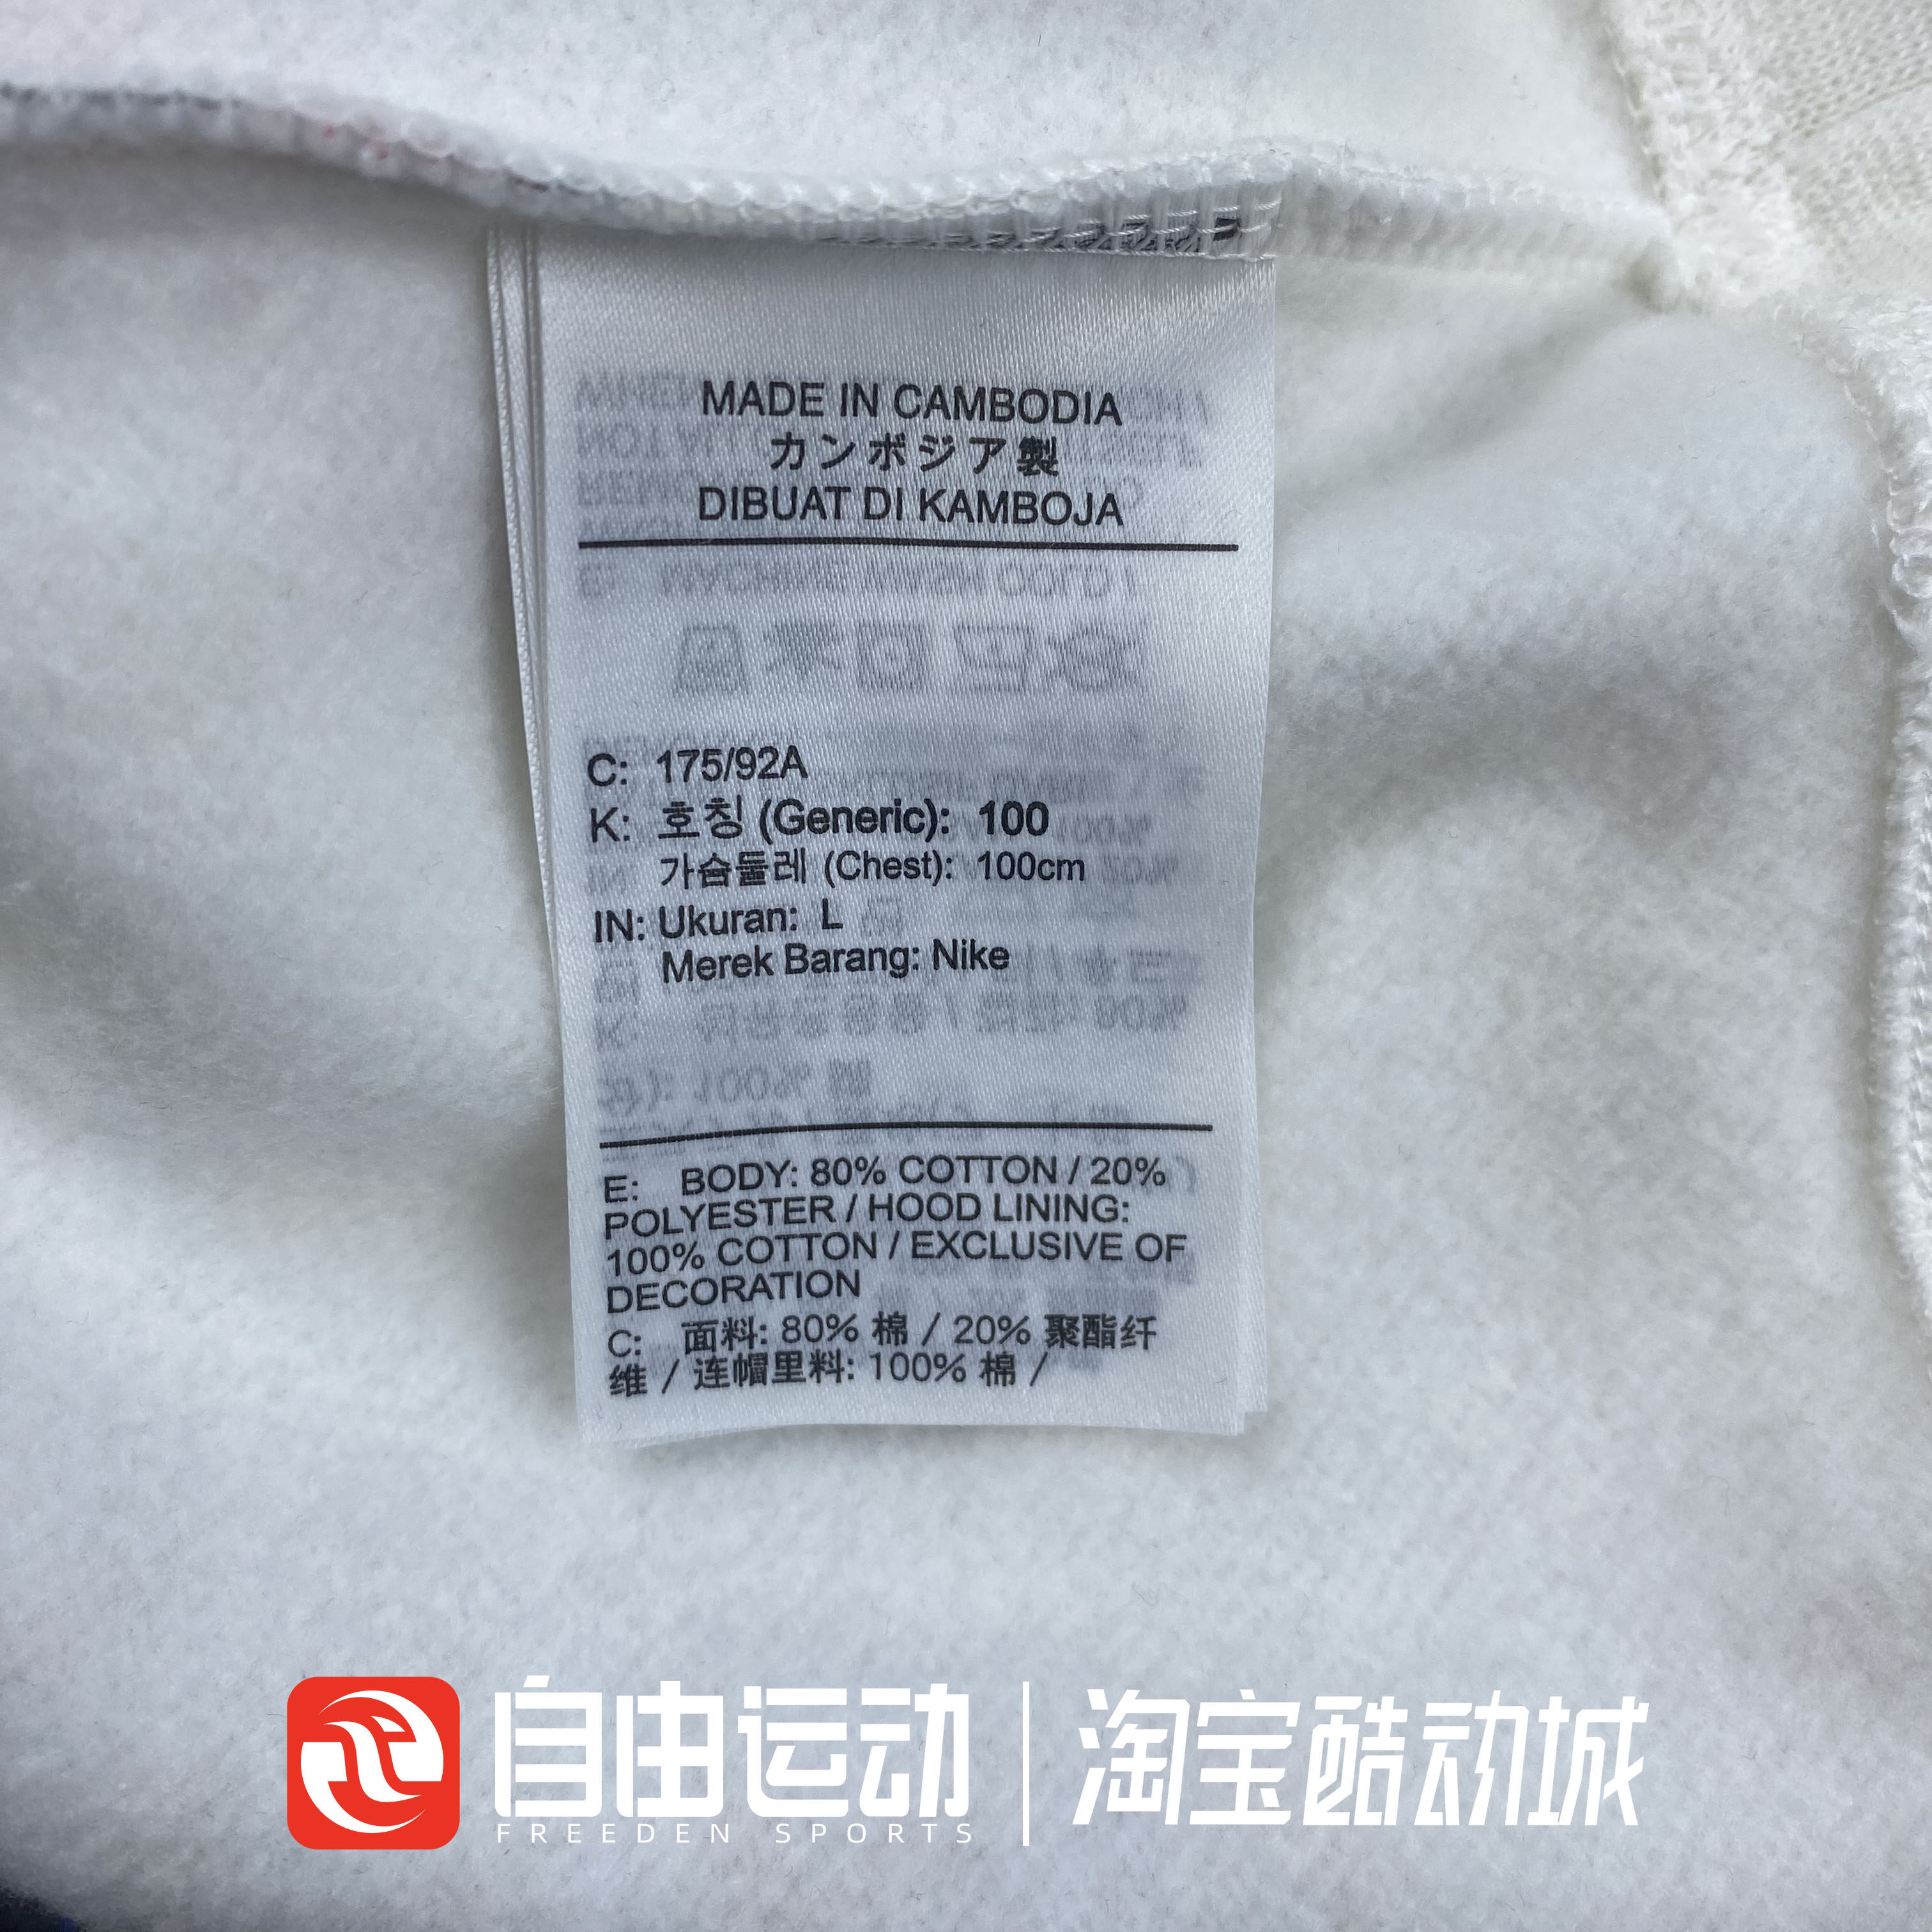 MADE IN CAMBODIA
カンボジア製
DIBUAT DI KAMBOJA
C: 175/92A
K: 호칭 (Generic): 100
가슴둘레 (Chest): 100cm
IN: Ukuran: L
Merek Barang: Nike
E: BODY: 80% COTTON / 20%
POLYESTER / HOOD LINING:
100% COTTON / EXCLUSIVE OF
DECORATION
C: 面料: 80% 棉 / 20% 聚酯纤
维 / 连帽里料: 100% 棉 /
自由运动 | 淘宝酷动城
FREEDEN SPORTS